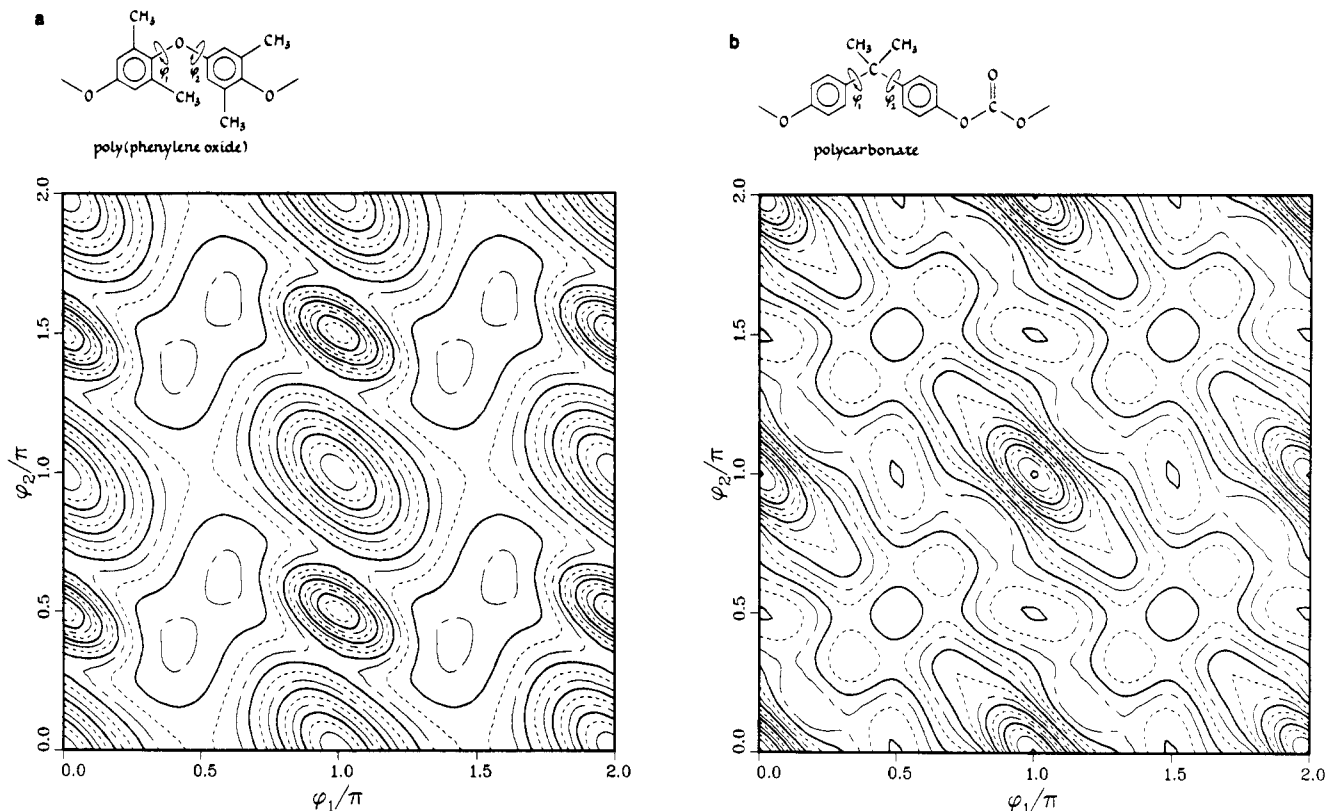 a
CH₃
O
CH₃
φ₁
φ₂
O
CH₃
O
CH₃
poly(phenylene oxide)
2.0
1.5
1.0
0.5
0.0
φ₂/π
0.0 0.5 1.0 1.5 2.0
φ₁/π
b
CH₃ CH₃
C
O
φ₁
φ₂
O
C
O
O
polycarbonate
2.0
1.5
1.0
0.5
0.0
φ₂/π
0.0 0.5 1.0 1.5 2.0
φ₁/π